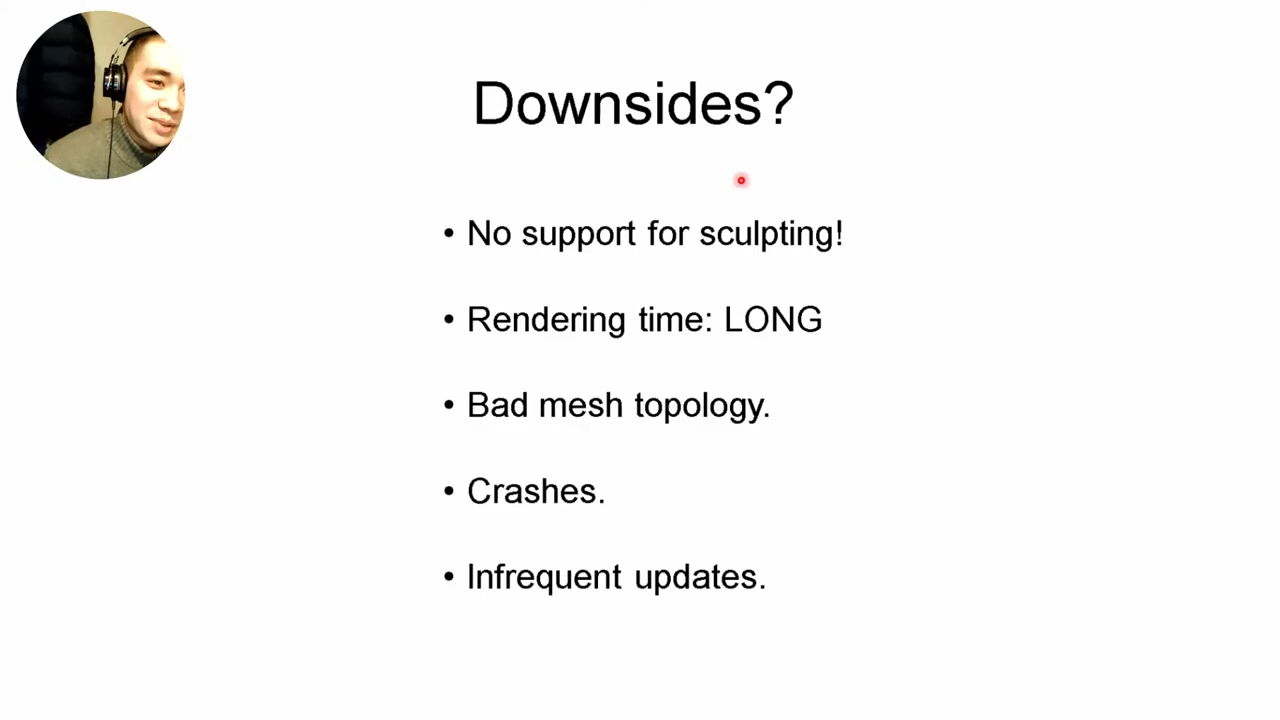 Downsides?
• No support for sculpting!
• Rendering time: LONG
• Bad mesh topology.
• Crashes.
• Infrequent updates.